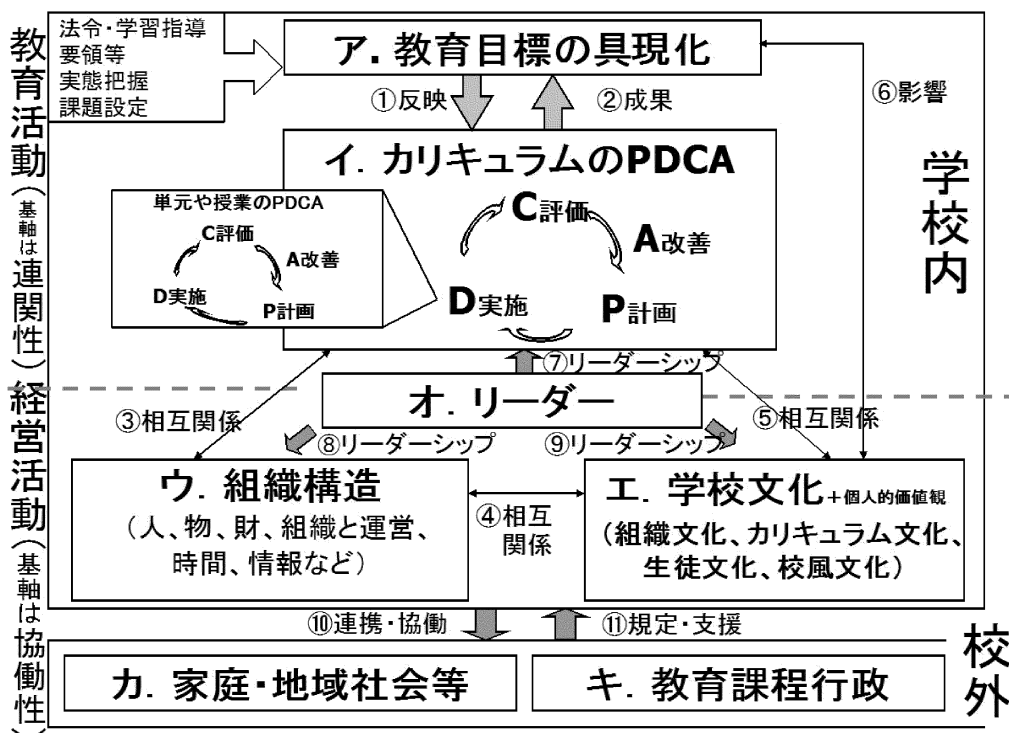 教育活動(基軸は連関性)
経営活動(基軸は協働性)
法令・学習指導
要領等
実態把握
課題設定
ア．教育目標の具現化
①反映
②成果
⑥影響
学校内
イ．カリキュラムのPDCA
C評価
A改善
D実施
P計画
単元や授業のPDCA
C評価
A改善
D実施
P計画
⑦リーダーシップ
オ．リーダー
③相互関係
⑧リーダーシップ
⑨リーダーシップ
⑤相互関係
ウ．組織構造
（人、物、財、組織と運営、
時間、情報など）
④相互
関係
エ．学校文化＋個人的価値観
（組織文化、カリキュラム文化、
生徒文化、校風文化）
⑩連携・協働
⑪規定・支援
校外
カ．家庭・地域社会等
キ．教育課程行政